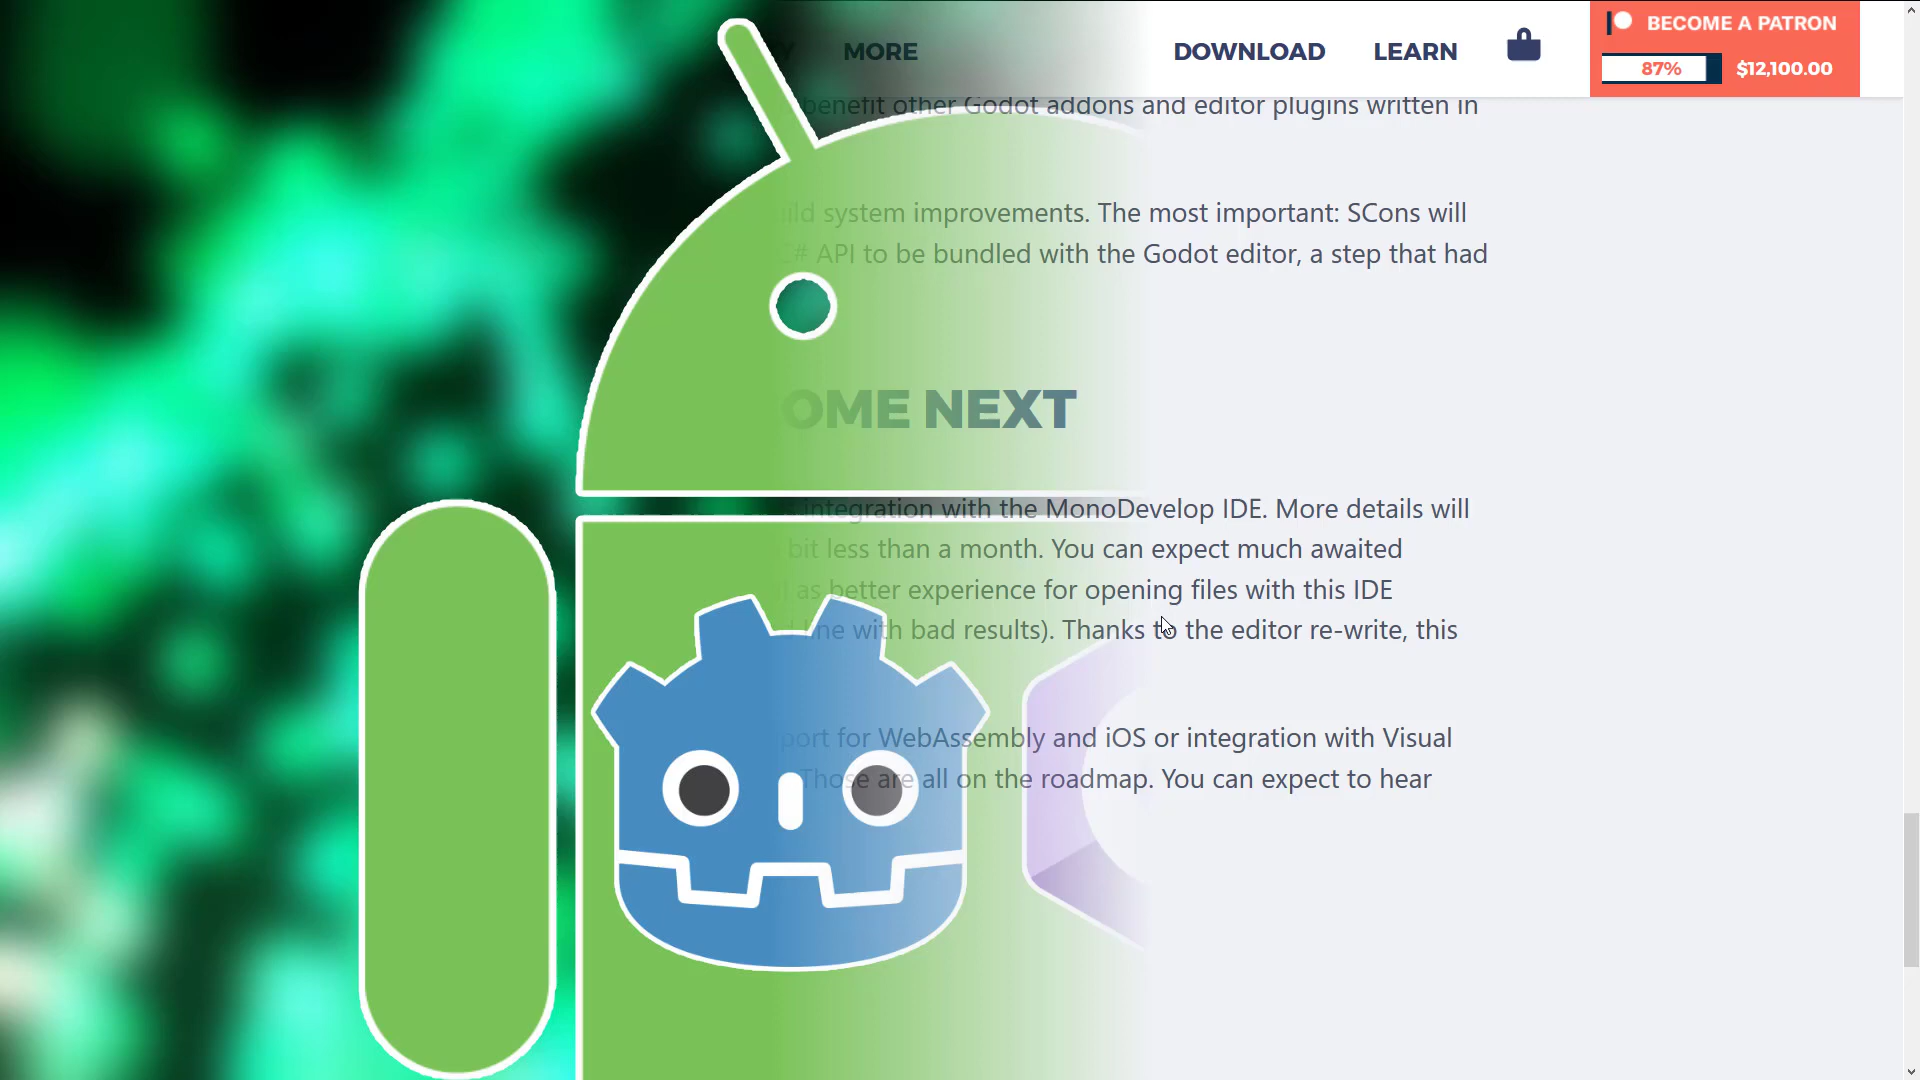 MORE
DOWNLOAD
LEARN
BECOME A PATRON
87%
$12,100.00
benefit other Godot addons and editor plugins written in
system improvements. The most important: SCons will
C# API to be bundled with the Godot editor, a step that had
OME NEXT
integration with the MonoDevelop IDE. More details will
bit less than a month. You can expect much awaited
as better experience for opening files with this IDE
line with bad results). Thanks to the editor re-write, this
port for WebAssembly and iOS or integration with Visual
Those are all on the roadmap. You can expect to hear